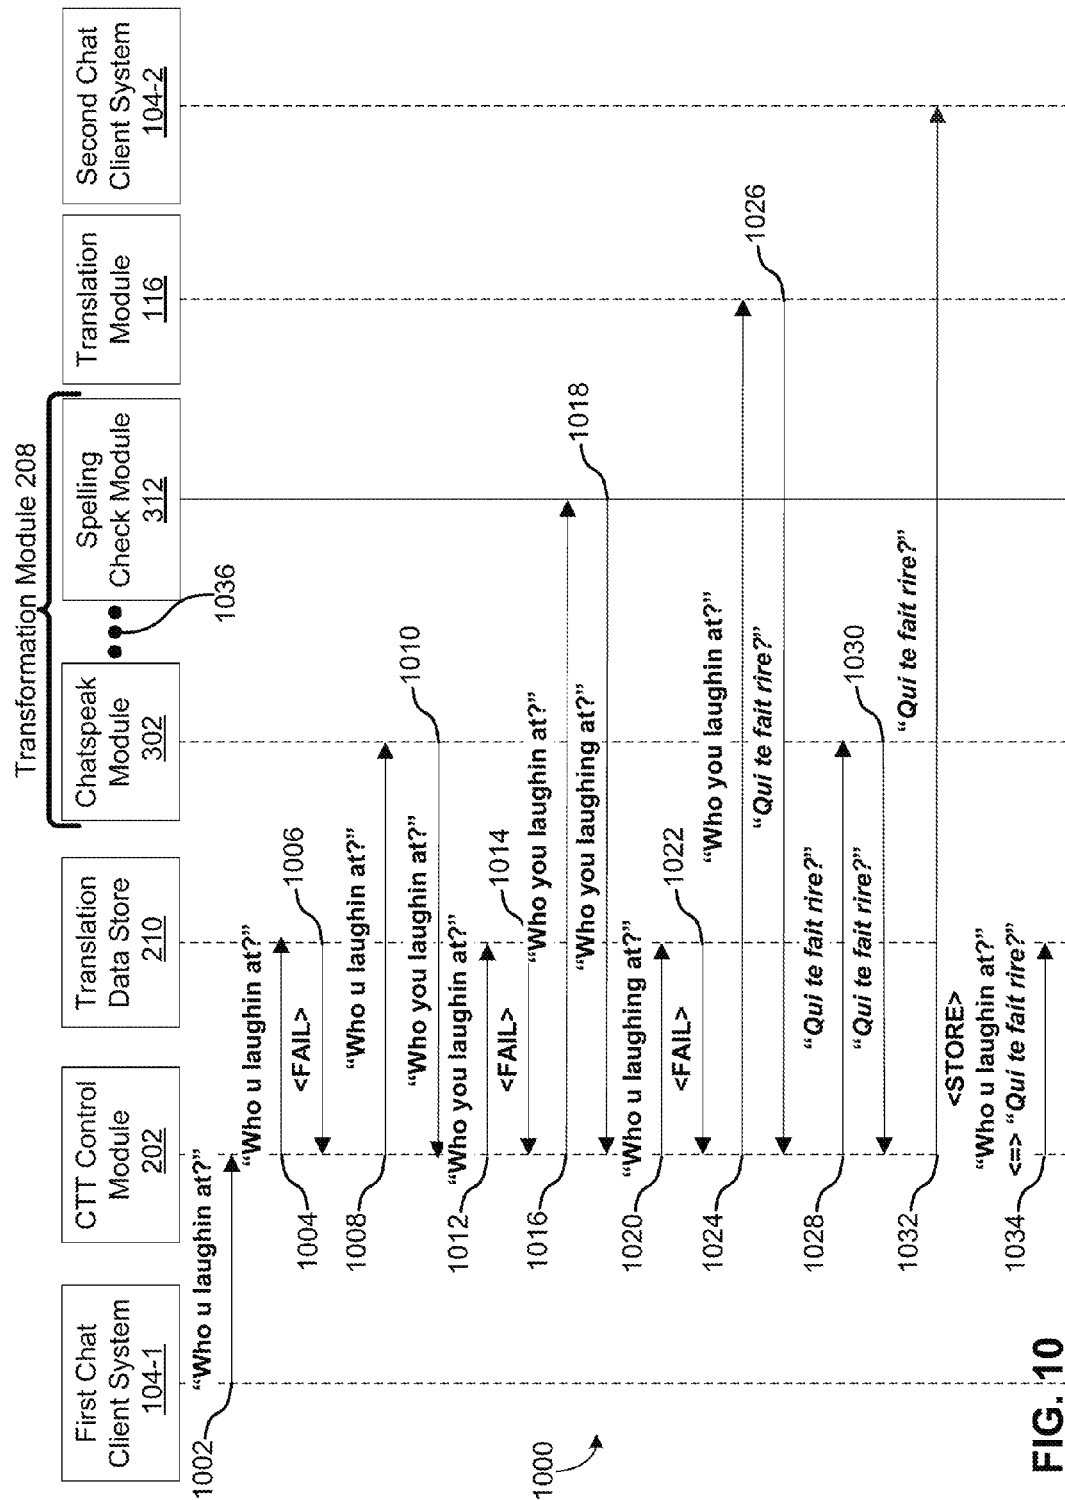 Transformation Module 208
First Chat
Client System
104-1
CTT Control
Module
202
Translation
Data Store
210
Chatspeak
Module
302
Spelling
Check Module
312
Translation
Module
116
Second Chat
Client System
104-2
1036
1002
“Who u laughin at?”
“Who u laughin at?”
1004
1006
<FAIL>
1008
“Who u laughin at?”
1010
“Who you laughin at?”
1012
“Who you laughin at?”
1014
<FAIL>
1016
“Who you laughin at?”
1018
“Who you laughing at?”
1020
“Who u laughing at?”
1022
<FAIL>
1024
“Who you laughin at?”
1026
“Qui te fait rire?”
1028
“Qui te fait rire?”
1030
“Qui te fait rire?”
1032
“Qui te fait rire?”
1034
<STORE>
“Who u laughin at?”
<=> “Qui te fait rire?”
1000
FIG. 10